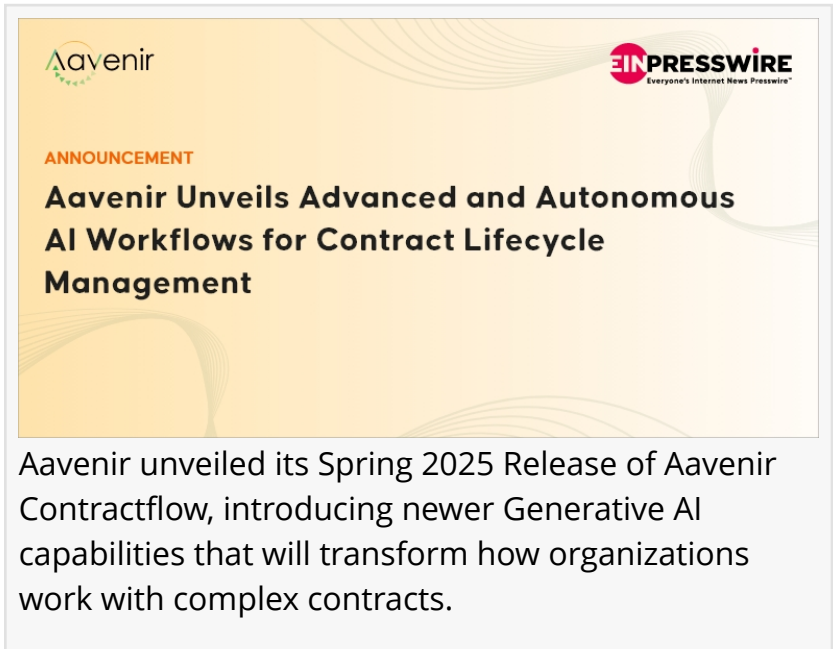 Aavenir
EINPRESSWIRE
Everyone's Internet News Presswire™
ANNOUNCEMENT
Aavenir Unveils Advanced and Autonomous
AI Workflows for Contract Lifecycle
Management
Aavenir unveiled its Spring 2025 Release of Aavenir
Contractflow, introducing newer Generative AI
capabilities that will transform how organizations
work with complex contracts.